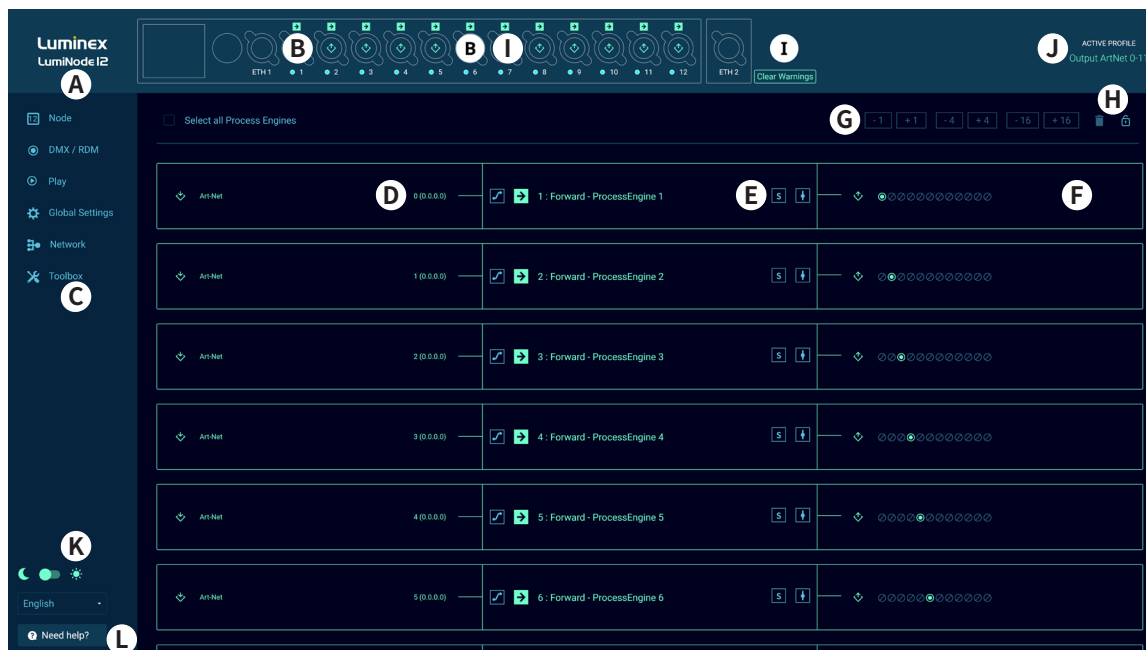 Luminex
LumiNode 12
A
B
B
I
I
J
ETH 1
1
2
3
4
5
6
7
8
9
10
11
12
ETH 2
Clear Warnings
ACTIVE PROFILE
Output ArtNet 0-11
12 Node
DMX / RDM
Play
Global Settings
Network
Toolbox
C
Select all Process Engines
G
- 1
+ 1
- 4
+ 4
- 16
+ 16
H
Art-Net
D
0 (0.0.0.0)
1 : Forward - ProcessEngine 1
E
S
F
Art-Net
1 (0.0.0.0)
2 : Forward - ProcessEngine 2
S
Art-Net
2 (0.0.0.0)
3 : Forward - ProcessEngine 3
S
Art-Net
3 (0.0.0.0)
4 : Forward - ProcessEngine 4
S
Art-Net
4 (0.0.0.0)
5 : Forward - ProcessEngine 5
S
Art-Net
5 (0.0.0.0)
6 : Forward - ProcessEngine 6
S
K
English
? Need help?
L